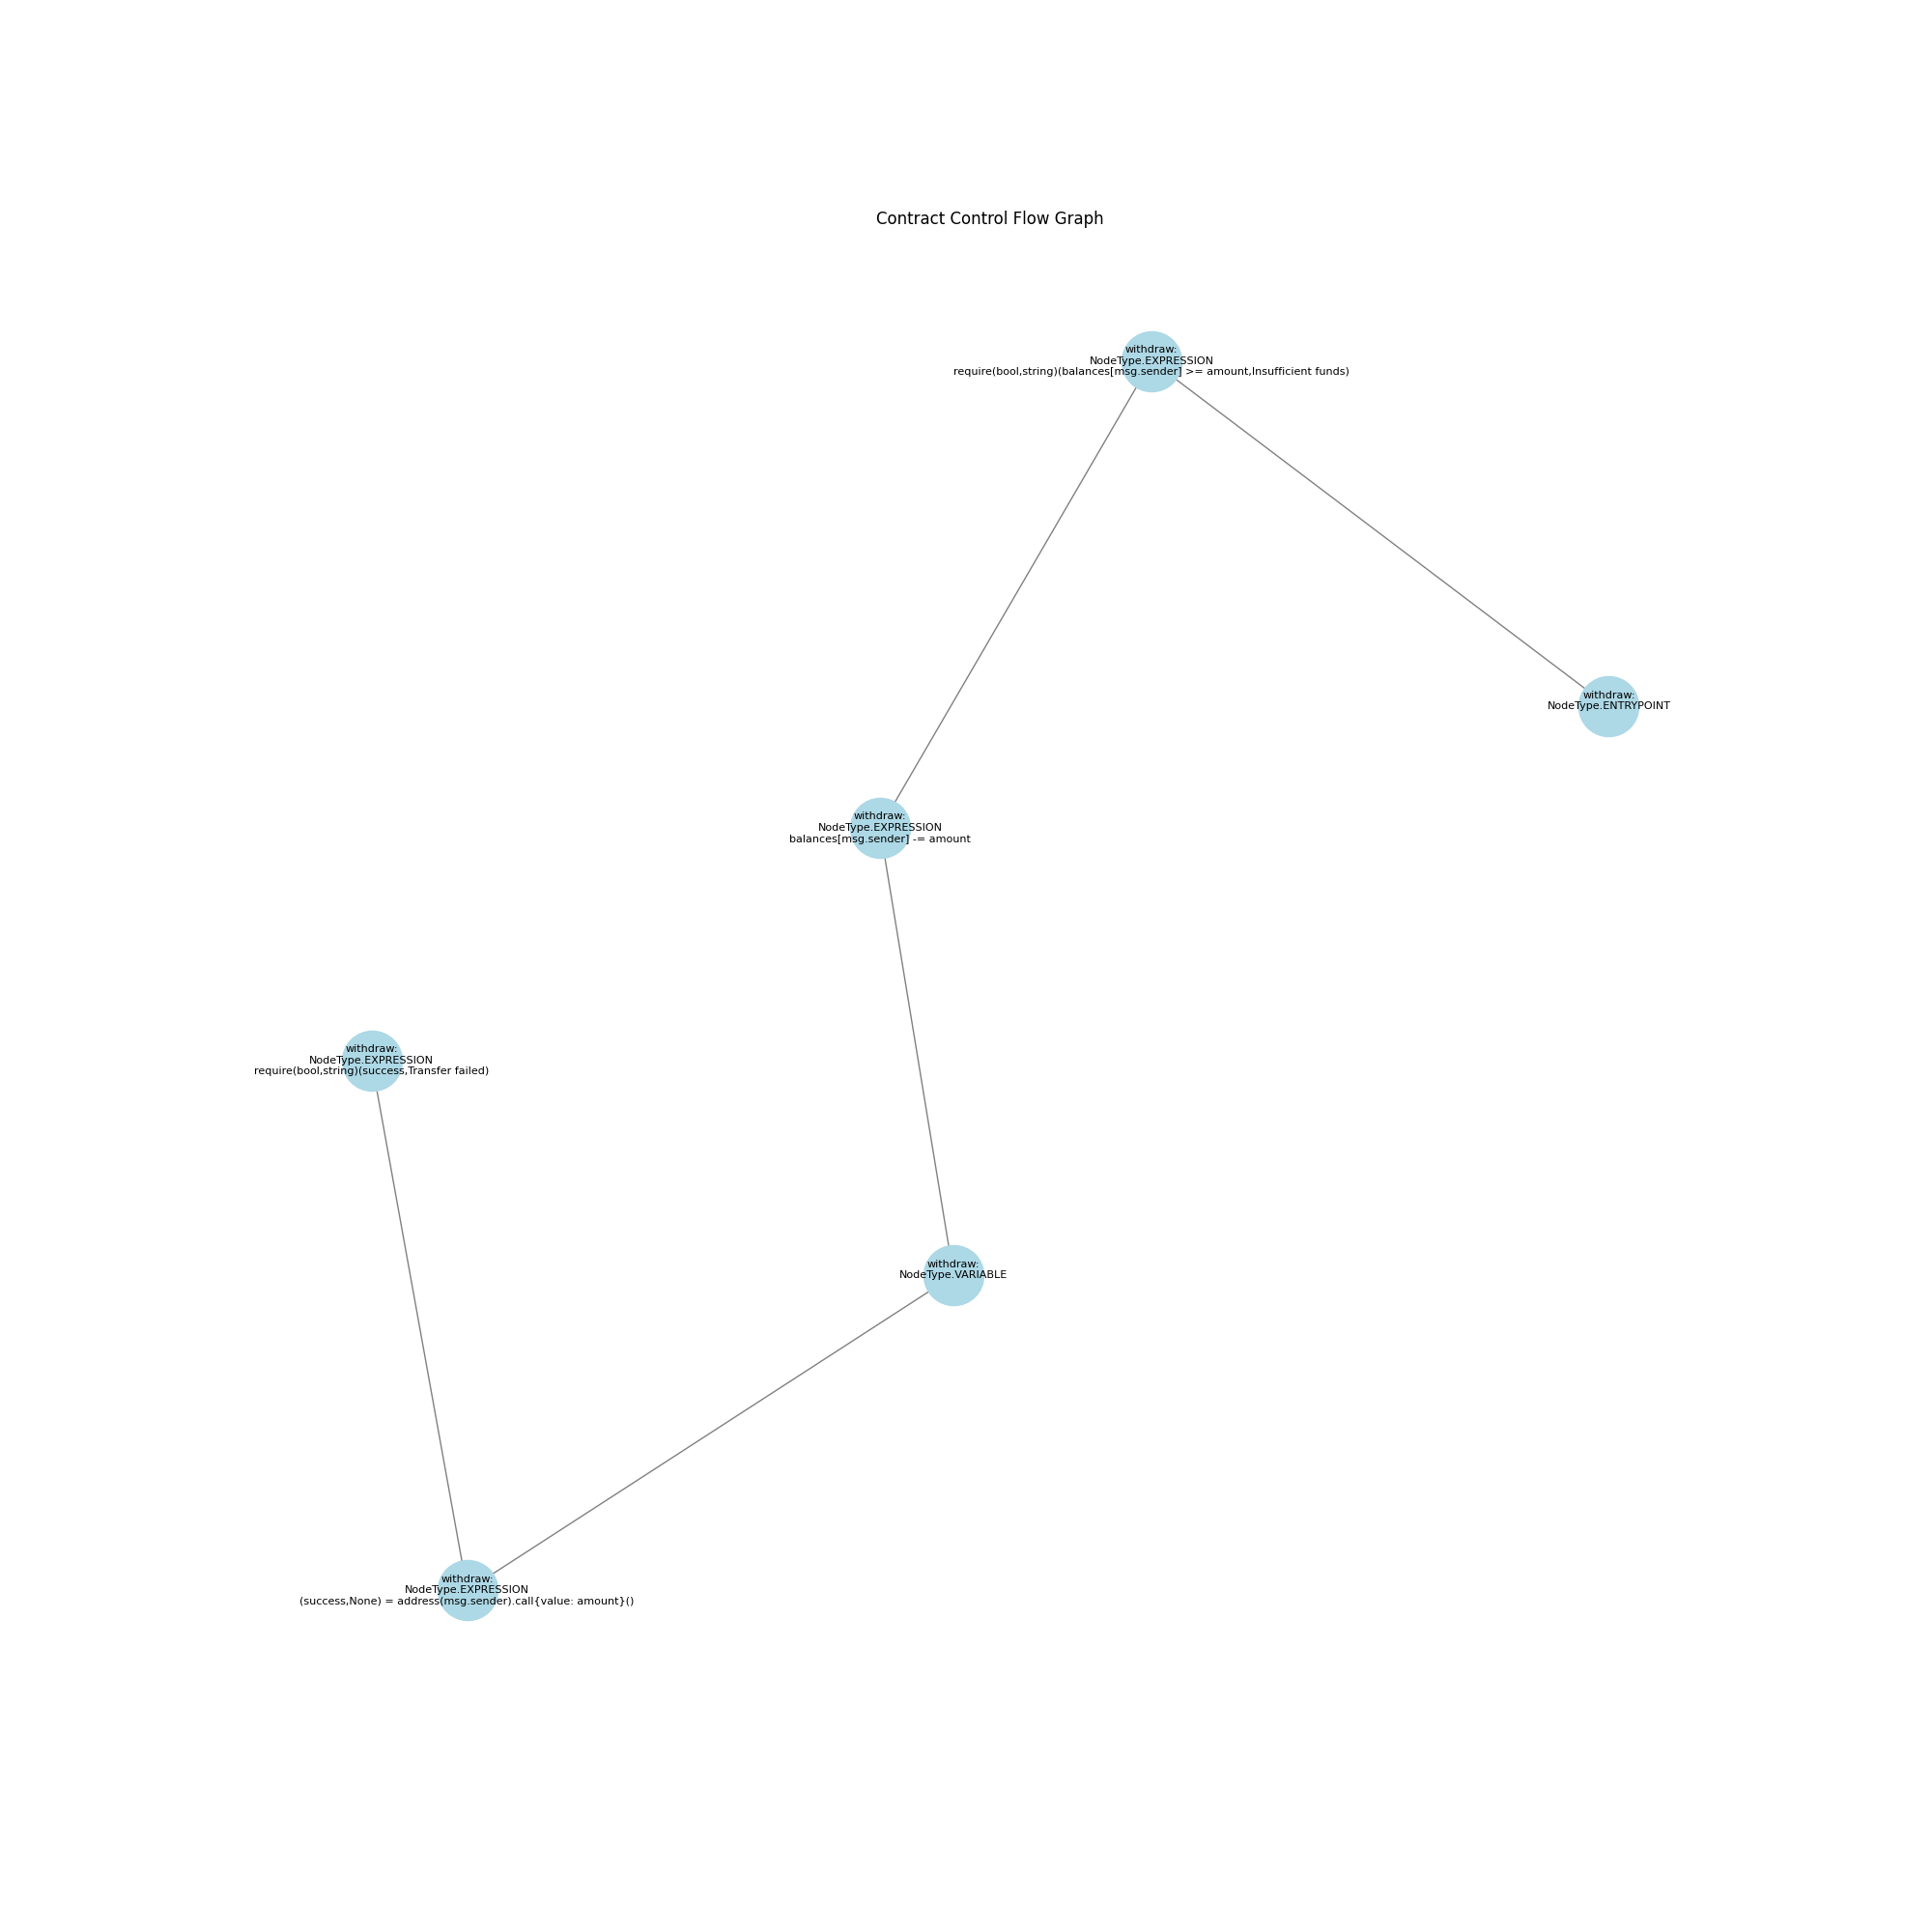 Contract Control Flow Graph
withdraw:
NodeType.EXPRESSION
require(bool,string)(balances[msg.sender] >= amount,Insufficient funds)
withdraw:
NodeType.ENTRYPOINT
withdraw:
NodeType.EXPRESSION
balances[msg.sender] -= amount
withdraw:
NodeType.EXPRESSION
require(bool,string)(success,Transfer failed)
withdraw:
NodeType.VARIABLE
withdraw:
NodeType.EXPRESSION
(success,None) = address(msg.sender).call{value: amount}()